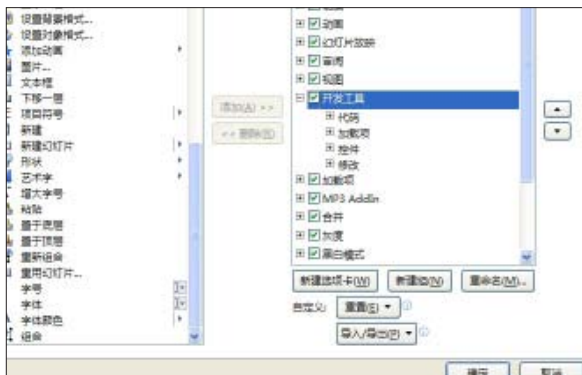 设置背景格式...
设置对象格式...
添加动画
图片...
文本框
下移一层
项目符号
新建
新建幻灯片
形状
艺术字
增大字号
粘贴
置于底层
置于顶层
重新组合
重用幻灯片...
字号
字体
字体颜色
组合
添加(A) >>
<< 删除(R)
动画
幻灯片放映
审阅
视图
开发工具
代码
加载项
控件
修改
加载项
MP3 AddIn
合并
灰度
黑白模式
新建选项卡(W)
新建组(N)
重命名(M)...
自定义:
重置(E)
导入/导出(P)
确定
取消